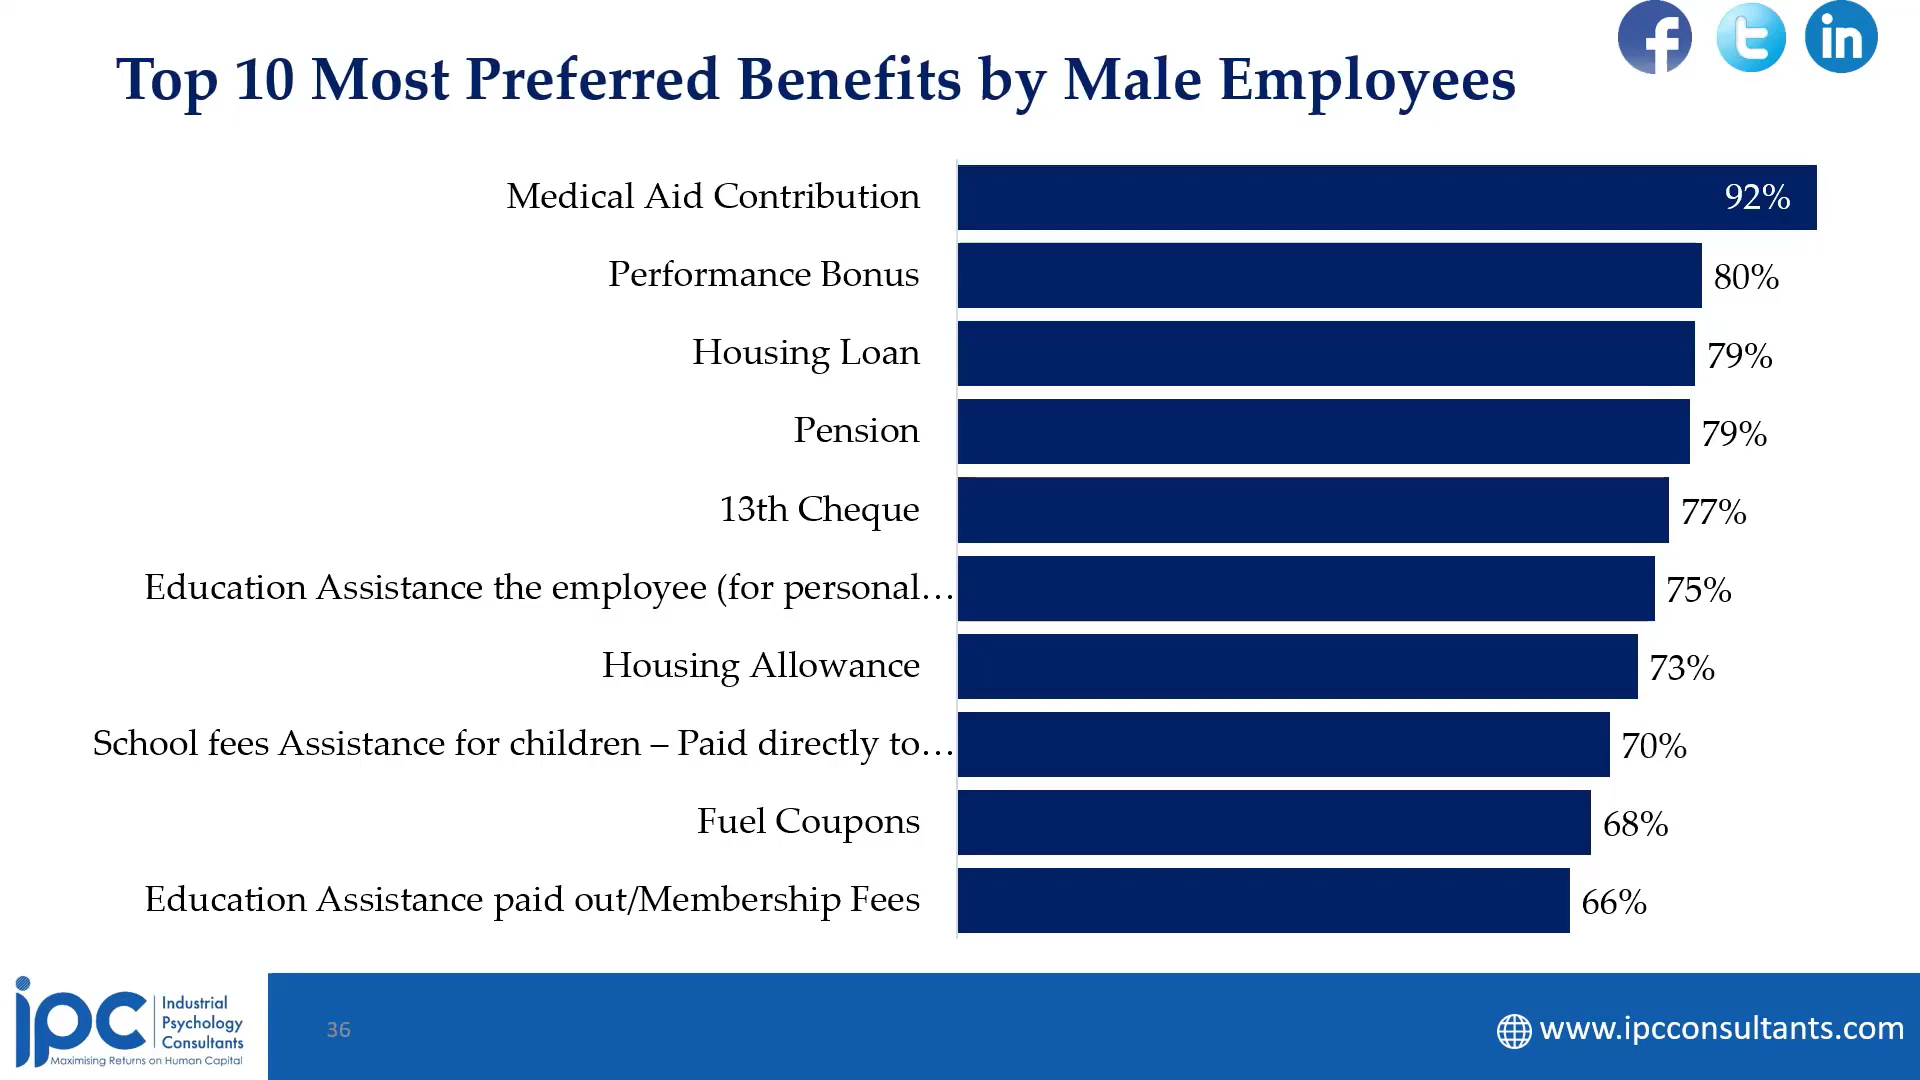 Top 10 Most Preferred Benefits by Male Employees
Medical Aid Contribution 92%
Performance Bonus 80%
Housing Loan 79%
Pension 79%
13th Cheque 77%
Education Assistance the employee (for personal… 75%
Housing Allowance 73%
School fees Assistance for children – Paid directly to… 70%
Fuel Coupons 68%
Education Assistance paid out/Membership Fees 66%
ipc
Industrial
Psychology
Consultants
Maximising Returns on Human Capital
36
www.ipcconsultants.com